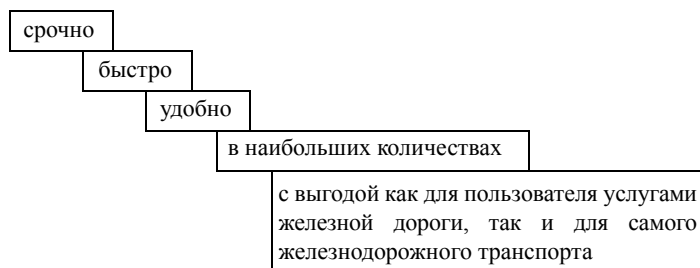 срочно
быстро
удобно
в наибольших количествах
с выгодой как для пользователя услугами
железной дороги, так и для самого
железнодорожного транспорта